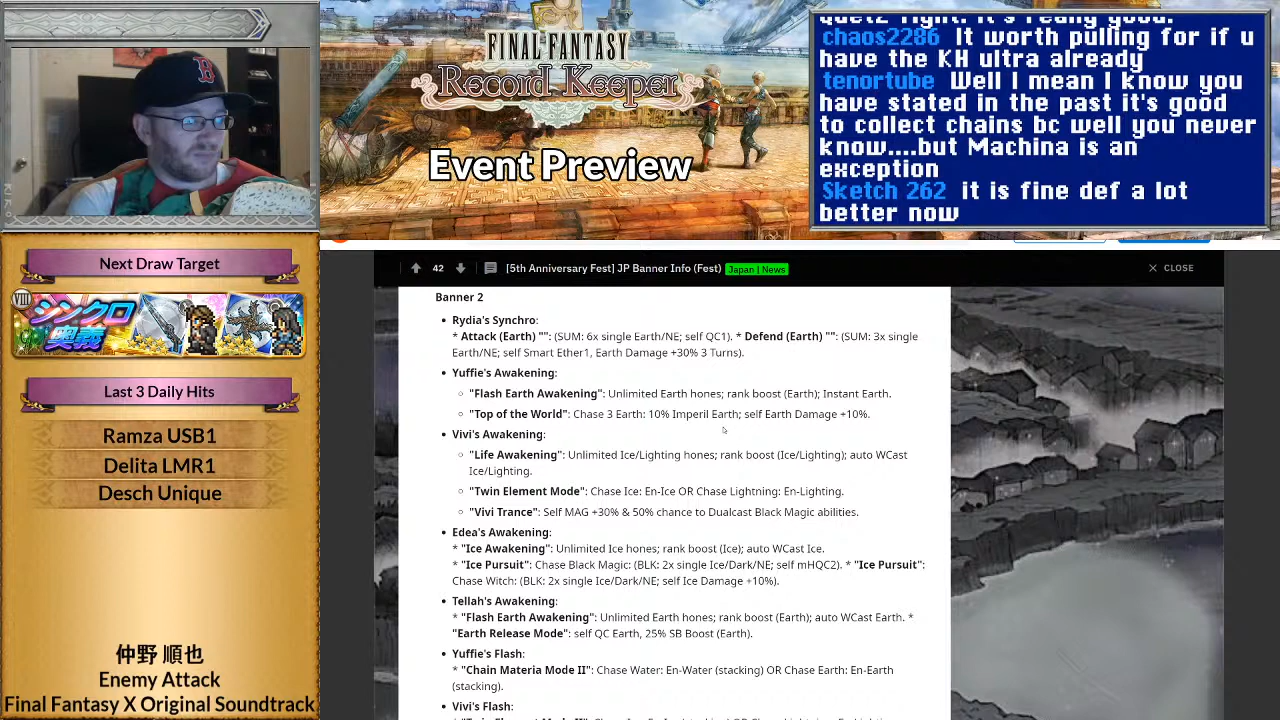 FINAL FANTASY
Record Keeper
Event Preview
chaos2286 It worth pulling for if u
have the KH ultra already
tenortube Well I mean I know you
have stated in the past it's good
to collect chains bc well you never
know....but Machina is an
exception
Sketch 262 it is fine def a lot
better now
Next Draw Target
VIII
シンクロ
奥義
Last 3 Daily Hits
Ramza USB1
Delita LMR1
Desch Unique
仲野 順也
Enemy Attack
Final Fantasy X Original Soundtrack
42
[5th Anniversary Fest] JP Banner Info (Fest) Japan | News
CLOSE
Banner 2
Rydia's Synchro:
* Attack (Earth) "": (SUM: 6x single Earth/NE; self QC1). * Defend (Earth) "": (SUM: 3x single
Earth/NE; self Smart Ether1, Earth Damage +30% 3 Turns).
Yuffie's Awakening:
"Flash Earth Awakening": Unlimited Earth hones; rank boost (Earth); Instant Earth.
"Top of the World": Chase 3 Earth: 10% Imperil Earth; self Earth Damage +10%.
Vivi's Awakening:
"Life Awakening": Unlimited Ice/Lighting hones; rank boost (Ice/Lighting); auto WCast
Ice/Lighting.
"Twin Element Mode": Chase Ice: En-Ice OR Chase Lightning: En-Lighting.
"Vivi Trance": Self MAG +30% & 50% chance to Dualcast Black Magic abilities.
Edea's Awakening:
* "Ice Awakening": Unlimited Ice hones; rank boost (Ice); auto WCast Ice.
* "Ice Pursuit": Chase Black Magic: (BLK: 2x single Ice/Dark/NE; self mHQC2). * "Ice Pursuit":
Chase Witch: (BLK: 2x single Ice/Dark/NE; self Ice Damage +10%).
Tellah's Awakening:
* "Flash Earth Awakening": Unlimited Earth hones; rank boost (Earth); auto WCast Earth. *
"Earth Release Mode": self QC Earth, 25% SB Boost (Earth).
Yuffie's Flash:
* "Chain Materia Mode II": Chase Water: En-Water (stacking) OR Chase Earth: En-Earth
(stacking).
Vivi's Flash: